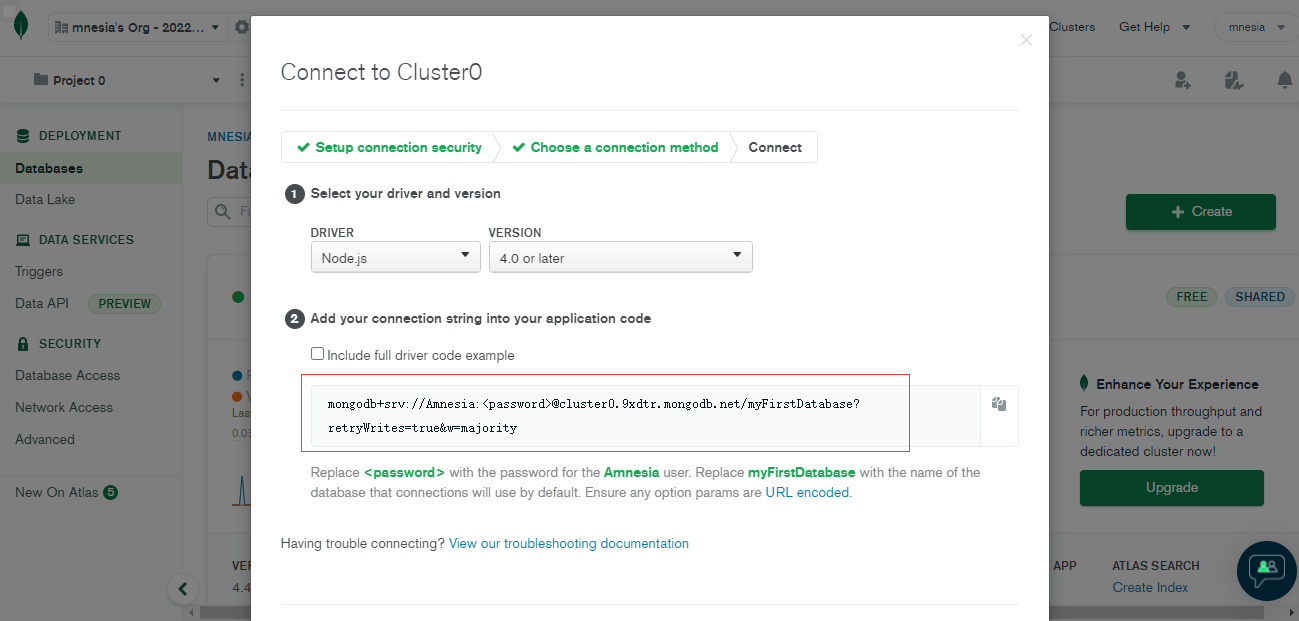 mnesia's Org - 2022...
Clusters
Get Help
mnesia
Project 0
Connect to Cluster0
DEPLOYMENT
Databases
Data Lake
DATA SERVICES
Triggers
Data API PREVIEW
SECURITY
Database Access
Network Access
Advanced
New On Atlas 5
Setup connection security
Choose a connection method
Connect
1 Select your driver and version
DRIVER VERSION
Node.js 4.0 or later
2 Add your connection string into your application code
Include full driver code example
mongodb+srv://Amnesia:<password>@cluster0.9xdtr.mongodb.net/myFirstDatabase?
retryWrites=true&w=majority
Replace <password> with the password for the Amnesia user. Replace myFirstDatabase with the name of the
database that connections will use by default. Ensure any option params are URL encoded.
Having trouble connecting? View our troubleshooting documentation
+ Create
FREE SHARED
Enhance Your Experience
For production throughput and
richer metrics, upgrade to a
dedicated cluster now!
Upgrade
APP
ATLAS SEARCH
Create Index